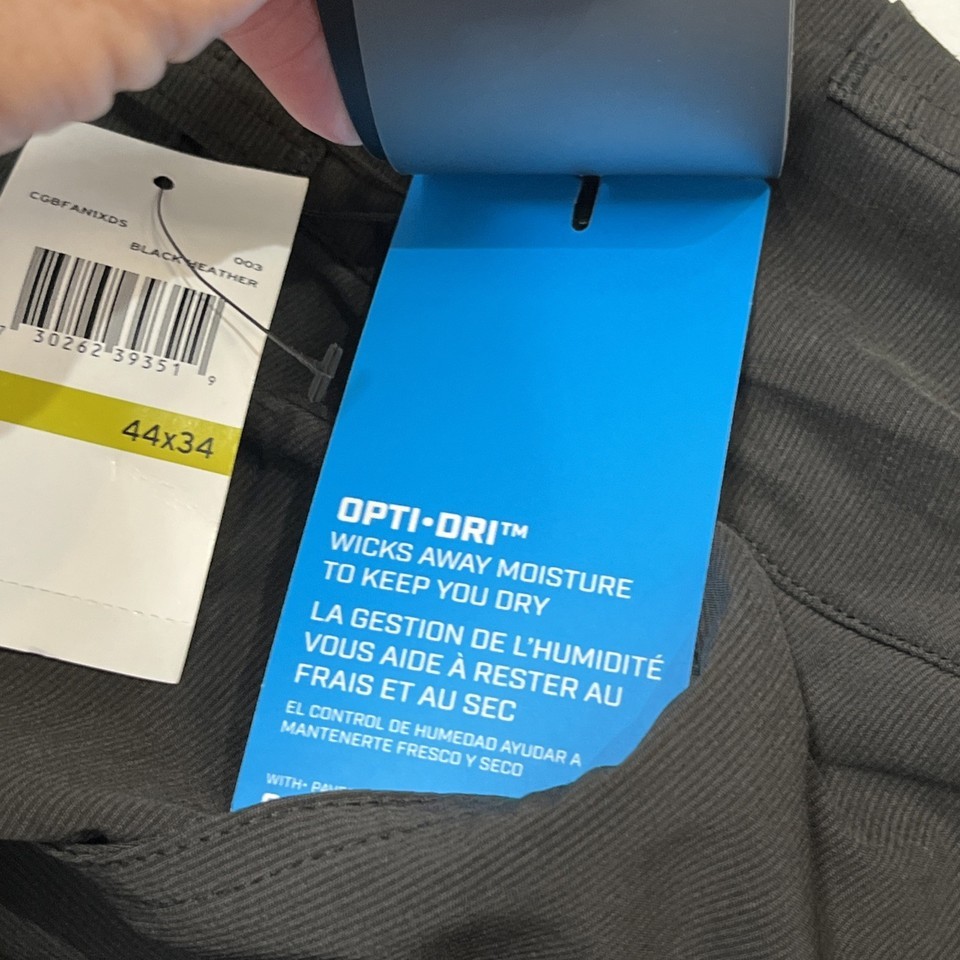 CGBFAN1XDS
003
BLACK HEATHER
7 30262 39351 9
44x34
OPTI•DRI™
WICKS AWAY MOISTURE
TO KEEP YOU DRY
LA GESTION DE L'HUMIDITÉ
VOUS AIDE À RESTER AU
FRAIS ET AU SEC
EL CONTROL DE HUMEDAD AYUDAR A
MANTENERTE FRESCO Y SECO
WITH•